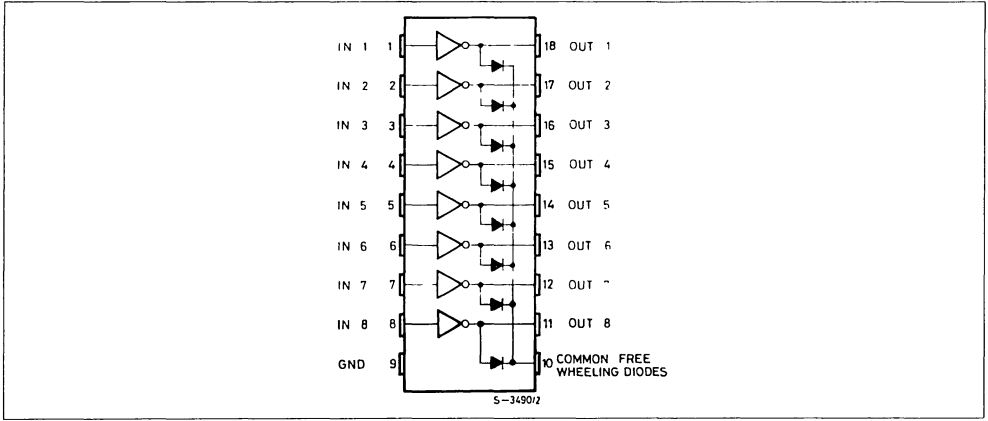 IN 1 1 18 OUT 1
IN 2 2 17 OUT 2
IN 3 3 16 OUT 3
IN 4 4 15 OUT 4
IN 5 5 14 OUT 5
IN 6 6 13 OUT 6
IN 7 7 12 OUT
IN 8 8 11 OUT 8
GND 9 10 COMMON FREE
WHEELING DIODES
S-3490/2